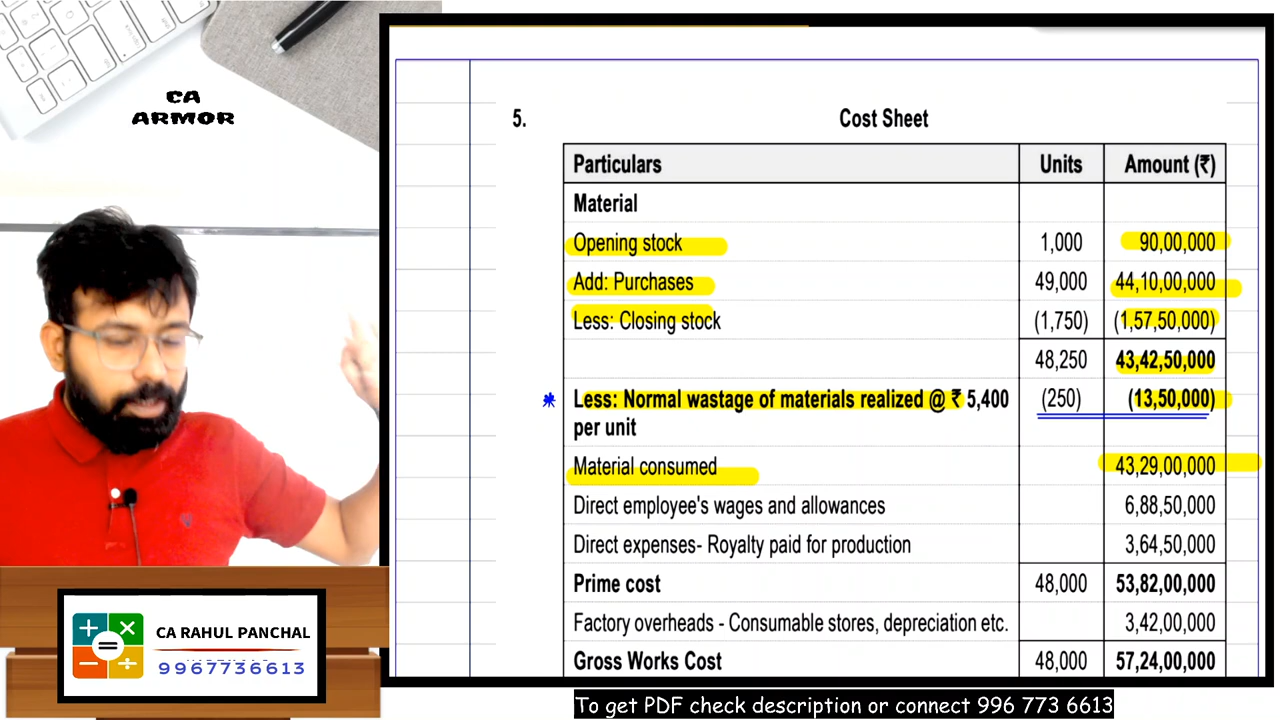 CA
ARMOR
5.
Cost Sheet
Particulars Units Amount (₹)
Material
Opening stock 1,000 90,00,000
Add: Purchases 49,000 44,10,00,000
Less: Closing stock (1,750) (1,57,50,000)
48,250 43,42,50,000
Less: Normal wastage of materials realized @ ₹ 5,400 (250) (13,50,000)
per unit
Material consumed 43,29,00,000
Direct employee's wages and allowances 6,88,50,000
Direct expenses- Royalty paid for production 3,64,50,000
Prime cost 48,000 53,82,00,000
Factory overheads - Consumable stores, depreciation etc. 3,42,00,000
Gross Works Cost 48,000 57,24,00,000
CA RAHUL PANCHAL
9967736613
To get PDF check description or connect 996 773 6613